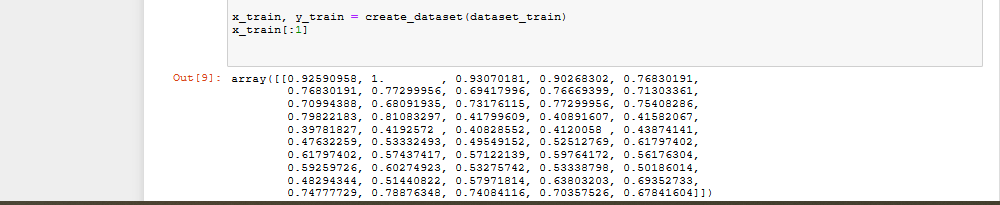 x_train, y_train = create_dataset(dataset_train)
x_train[:1]
Out[9]: array([[0.92590958, 1.        , 0.93070181, 0.90268302, 0.76830191,
0.76830191, 0.77299956, 0.69417996, 0.76669399, 0.71303361,
0.70994388, 0.68091935, 0.73176115, 0.77299956, 0.75408286,
0.79822183, 0.81083297, 0.41799609, 0.40891607, 0.41582067,
0.39781827, 0.4192572 , 0.40828552, 0.4120058 , 0.43874141,
0.47632259, 0.53332493, 0.49549152, 0.52512769, 0.61797402,
0.61797402, 0.57437417, 0.57122139, 0.59764172, 0.56176304,
0.59259726, 0.60274923, 0.53275742, 0.53338798, 0.50186014,
0.48294344, 0.51440822, 0.57971814, 0.63803203, 0.69352733,
0.74777729, 0.78876348, 0.74084116, 0.70357526, 0.67841604]])